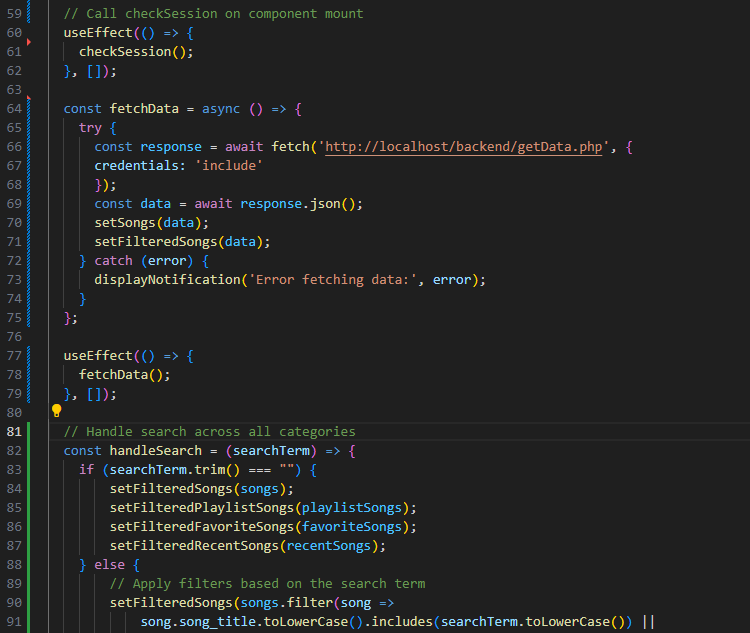 59 // Call checkSession on component mount
60 useEffect(() => {
61 checkSession();
62 }, []);
63
64 const fetchData = async () => {
65 try {
66 const response = await fetch('http://localhost/backend/getData.php', {
67 credentials: 'include'
68 });
69 const data = await response.json();
70 setSongs(data);
71 setFilteredSongs(data);
72 } catch (error) {
73 displayNotification('Error fetching data:', error);
74 }
75 };
76
77 useEffect(() => {
78 fetchData();
79 }, []);
80
81 // Handle search across all categories
82 const handleSearch = (searchTerm) => {
83 if (searchTerm.trim() === "") {
84 setFilteredSongs(songs);
85 setFilteredPlaylistSongs(playlistSongs);
86 setFilteredFavoriteSongs(favoriteSongs);
87 setFilteredRecentSongs(recentSongs);
88 } else {
89 // Apply filters based on the search term
90 setFilteredSongs(songs.filter(song =>
91 song.song_title.toLowerCase().includes(searchTerm.toLowerCase()) ||